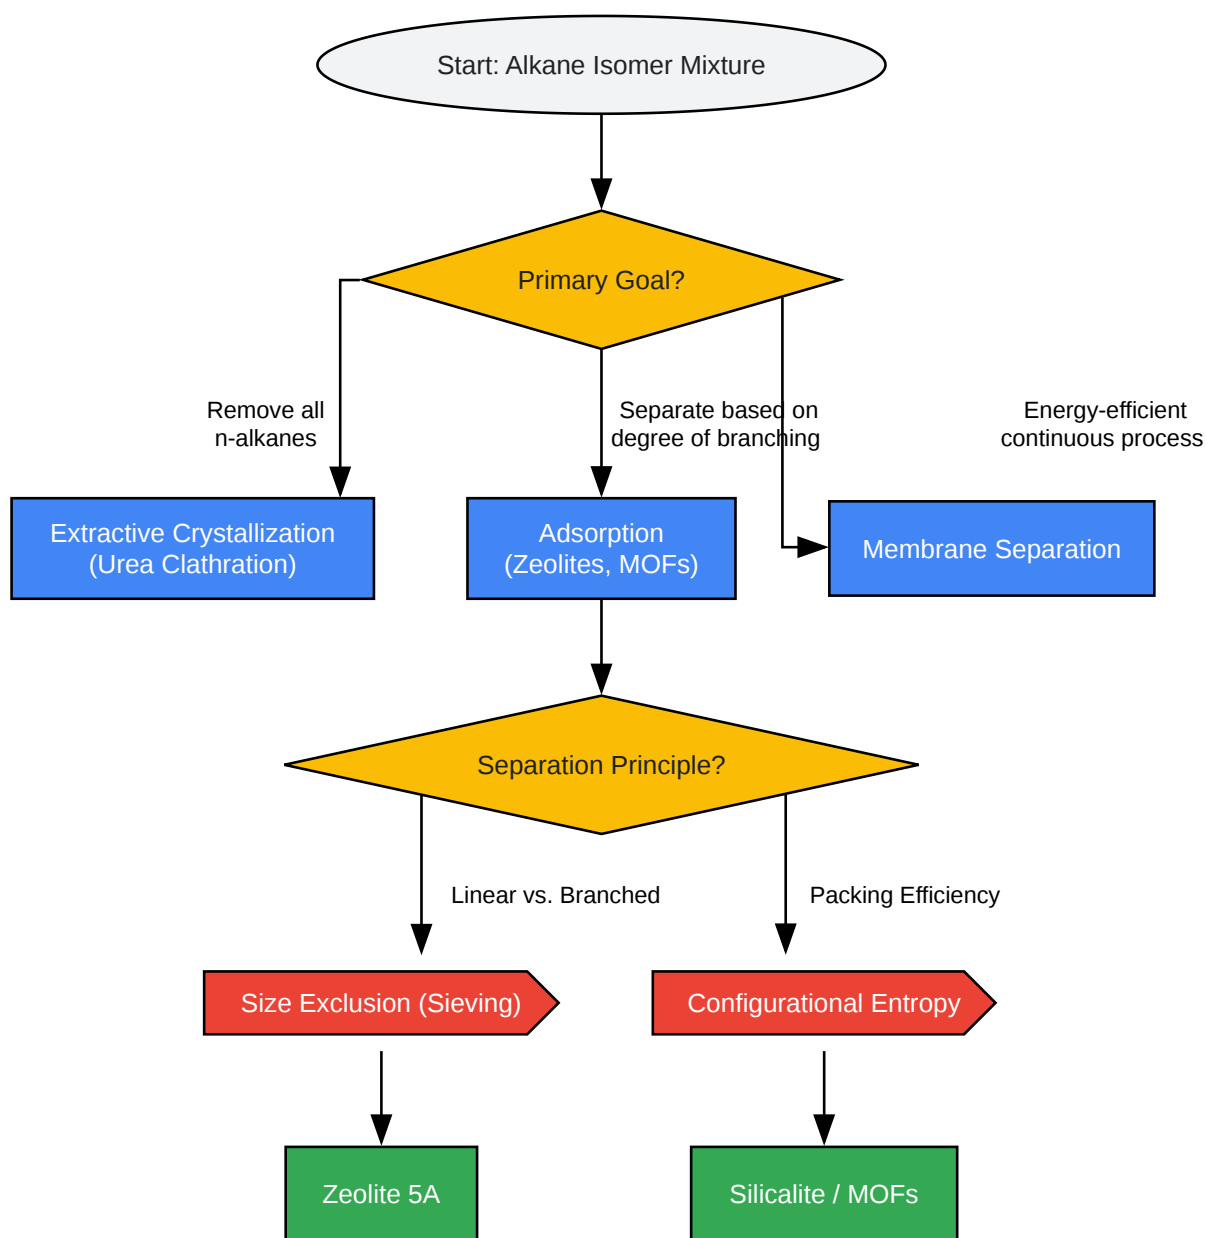 Start: Alkane Isomer Mixture
Primary Goal?
Remove all
n-alkanes
Separate based on
degree of branching
Energy-efficient
continuous process
Extractive Crystallization
(Urea Clathration)
Adsorption
(Zeolites, MOFs)
Membrane Separation
Separation Principle?
Linear vs. Branched
Packing Efficiency
Size Exclusion (Sieving)
Configurational Entropy
Zeolite 5A
Silicalite / MOFs